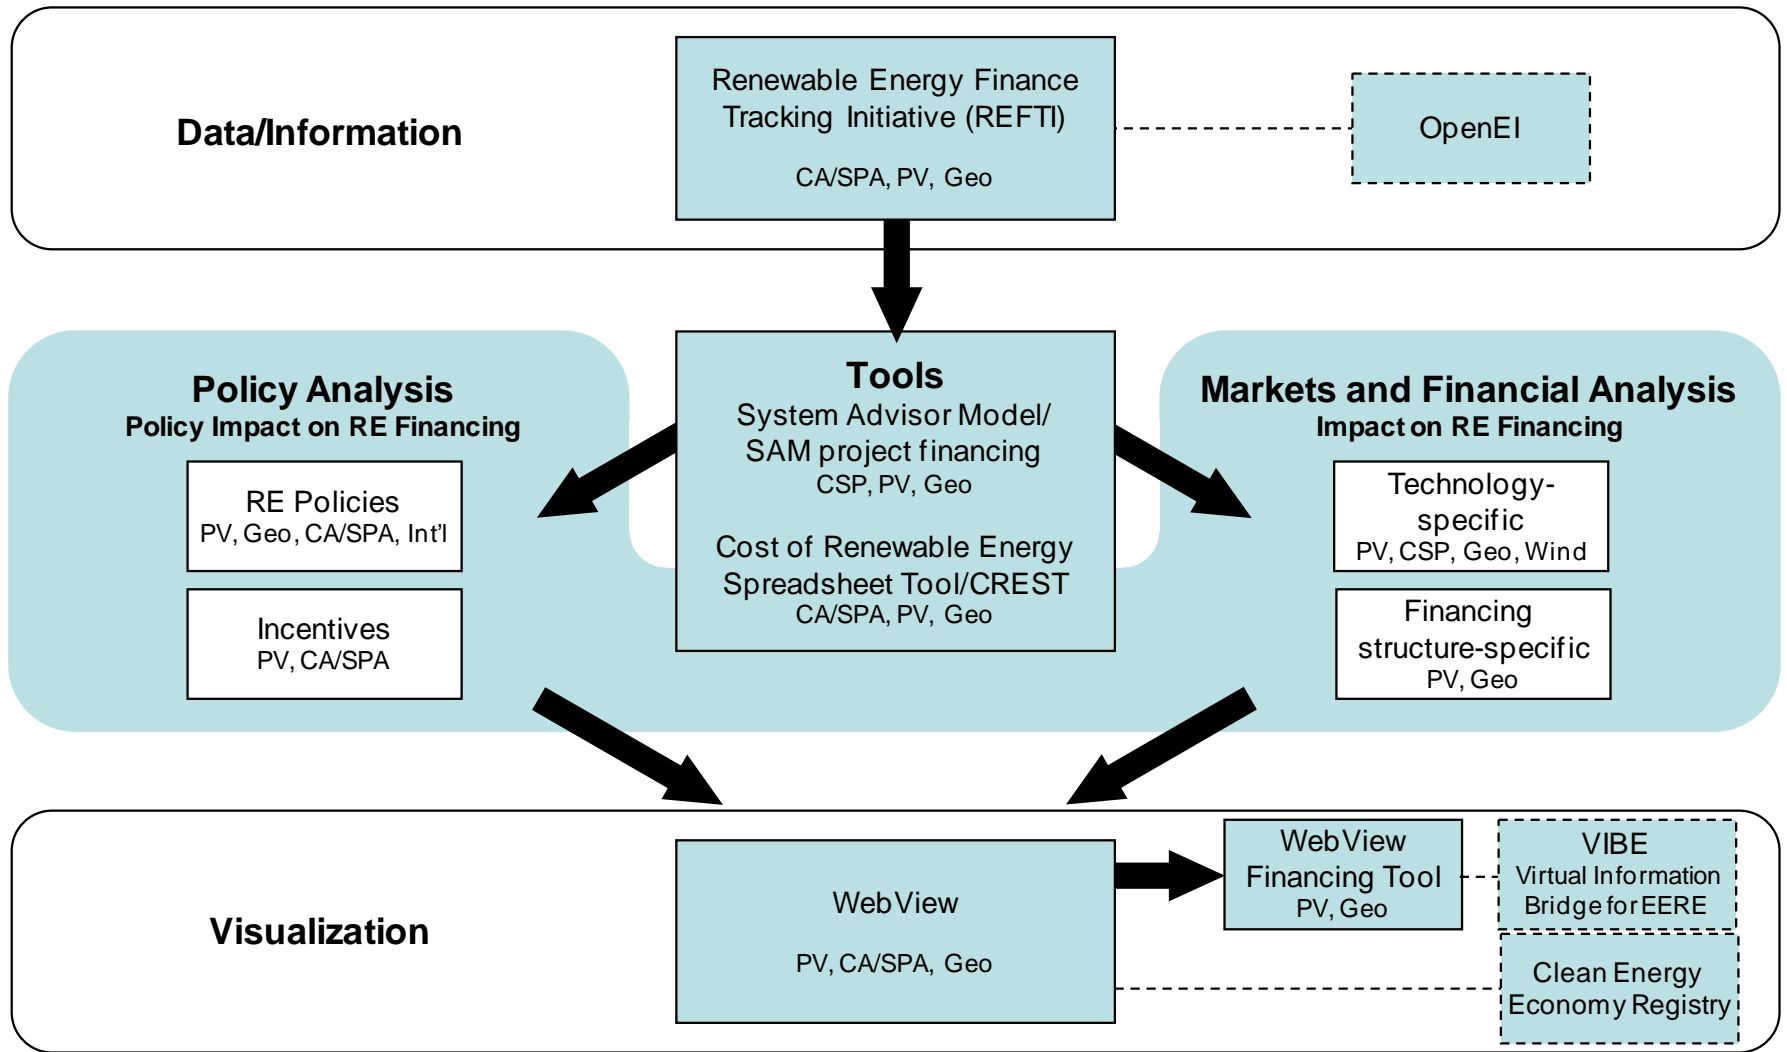 Data/Information
Renewable Energy Finance
Tracking Initiative (REFTI)
CA/SPA, PV, Geo
OpenEI
Policy Analysis
Policy Impact on RE Financing
RE Policies
PV, Geo, CA/SPA, Int'l
Incentives
PV, CA/SPA
Tools
System Advisor Model/
SAM project financing
CSP, PV, Geo
Cost of Renewable Energy
Spreadsheet Tool/CREST
CA/SPA, PV, Geo
Markets and Financial Analysis
Impact on RE Financing
Technology-
specific
PV, CSP, Geo, Wind
Financing
structure-specific
PV, Geo
Visualization
WebView
PV, CA/SPA, Geo
WebView
Financing Tool
PV, Geo
VIBE
Virtual Information
Bridge for EERE
Clean Energy
Economy Registry